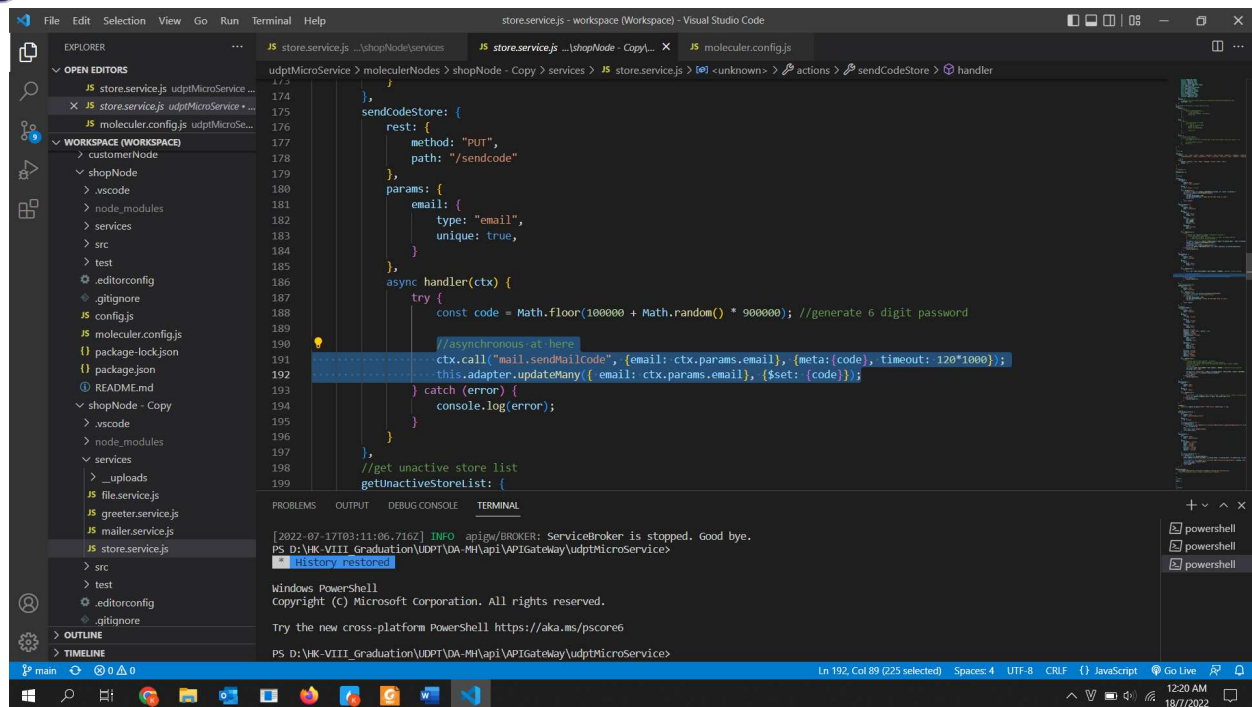 File Edit Selection View Go Run Terminal Help
store.service.js - workspace (Workspace) - Visual Studio Code
EXPLORER
OPEN EDITORS
JS store.service.js udptMicroService ...
JS store.service.js udptMicroService • ...
JS moleculer.config.js udptMicroSe...
WORKSPACE (WORKSPACE)
> customerNode
shopNode
> .vscode
> node_modules
> services
> src
> test
.editorconfig
.gitignore
JS config.js
JS moleculer.config.js
{} package-lock.json
{} package.json
README.md
shopNode - Copy
> .vscode
> node_modules
services
> __uploads
JS file.service.js
JS greeter.service.js
JS mailer.service.js
JS store.service.js
> src
> test
.editorconfig
.gitignore
> OUTLINE
> TIMELINE
9
JS store.service.js ...\shopNode\services JS store.service.js ...\shopNode - Copy\... JS moleculer.config.js
udptMicroService > moleculerNodes > shopNode - Copy > services > JS store.service.js > <unknown> > actions > sendCodeStore > handler
173 }
174 },
175 sendCodeStore: {
176 rest: {
177 method: "PUT",
178 path: "/sendcode"
179 },
180 params: {
181 email: {
182 type: "email",
183 unique: true,
184 }
185 },
186 async handler(ctx) {
187 try {
188 const code = Math.floor(100000 + Math.random() * 900000); //generate 6 digit password
189
190 //asynchronous at here
191 ctx.call("mail.sendMailCode", {email: ctx.params.email}, {meta:{code}, timeout: 120*1000});
192 this.adapter.updateMany({ email: ctx.params.email}, {$set: {code}});
193 } catch (error) {
194 console.log(error);
195 }
196 }
197 },
198 //get unactive store list
199 getUnactiveStoreList: {
PROBLEMS OUTPUT DEBUG CONSOLE TERMINAL
[2022-07-17T03:11:06.716Z] INFO apigw/BROKER: ServiceBroker is stopped. Good bye.
PS D:\HK-VIII_Graduation\UDPT\DA-MH\api\APIGateWay\udptMicroService>
* History restored
Windows PowerShell
Copyright (C) Microsoft Corporation. All rights reserved.
Try the new cross-platform PowerShell https://aka.ms/pscore6
PS D:\HK-VIII_Graduation\UDPT\DA-MH\api\APIGateWay\udptMicroService>
powershell
powershell
powershell
main 0 0 Ln 192, Col 89 (225 selected) Spaces: 4 UTF-8 CRLF {} JavaScript Go Live
12:20 AM
18/7/2022